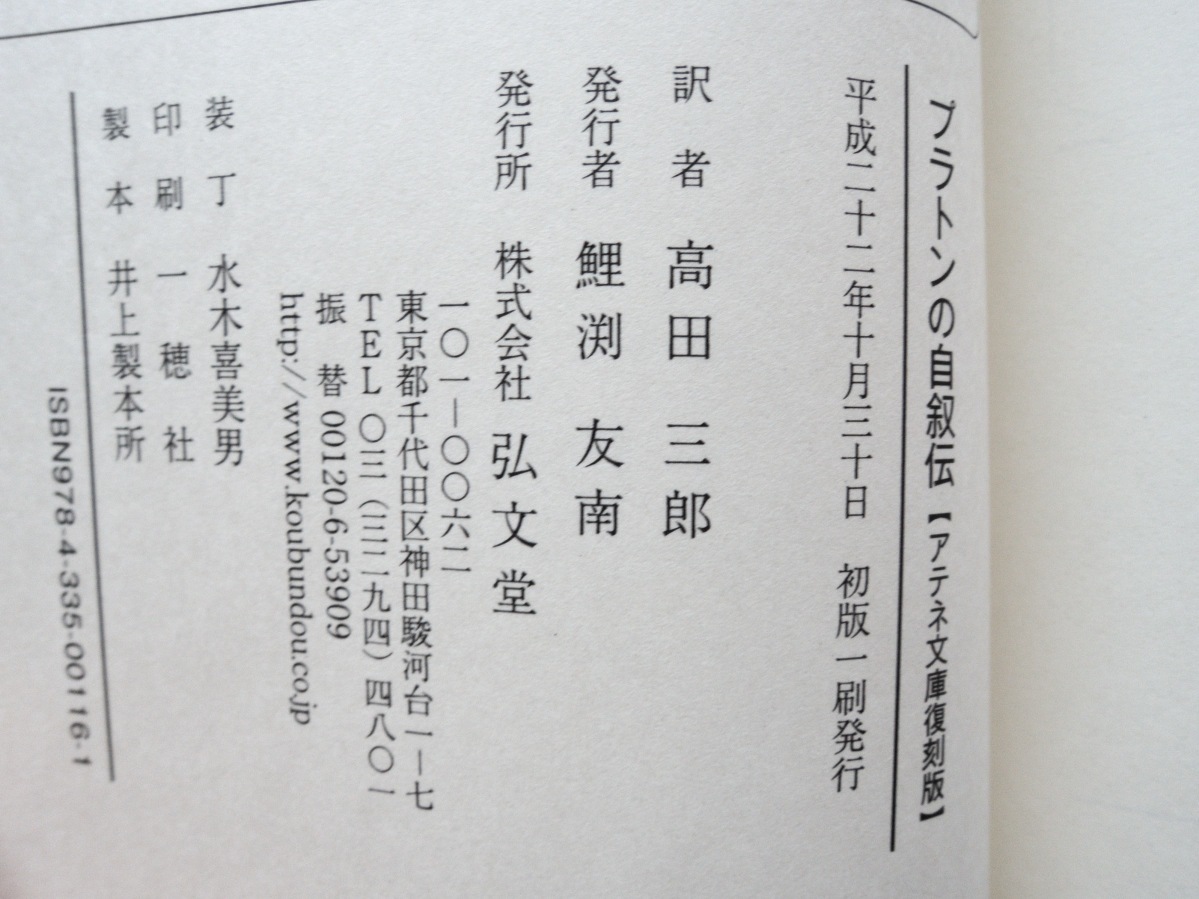 プラトンの自叙伝【アテネ文庫復刻版】
平成二十二年十月三十日　初版一刷発行
訳　者　高田　三郎
発行者　鯉渕　友南
発行所　株式会社　弘文堂
一〇一―〇〇六二
東京都千代田区神田駿河台一―七
TEL　〇三（三二九四）四八〇一
振　替　00120-6-53909
http://www.koubundou.co.jp
装　丁　水木喜美男
印　刷　一　穂　社
製　本　井上製本所
ISBN978-4-335-00116-1